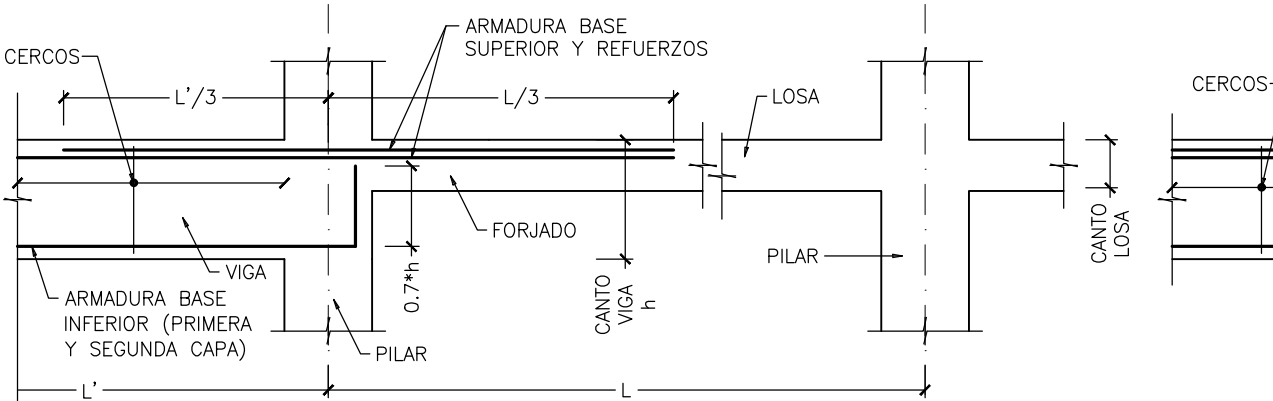 ARMADURA BASE
SUPERIOR Y REFUERZOS
CERCOS
L'/3
L/3
LOSA
CERCOS
FORJADO
VIGA
0.7*h
CANTO
VIGA
h
PILAR
CANTO
LOSA
ARMADURA BASE
INFERIOR (PRIMERA
Y SEGUNDA CAPA)
PILAR
L'
L